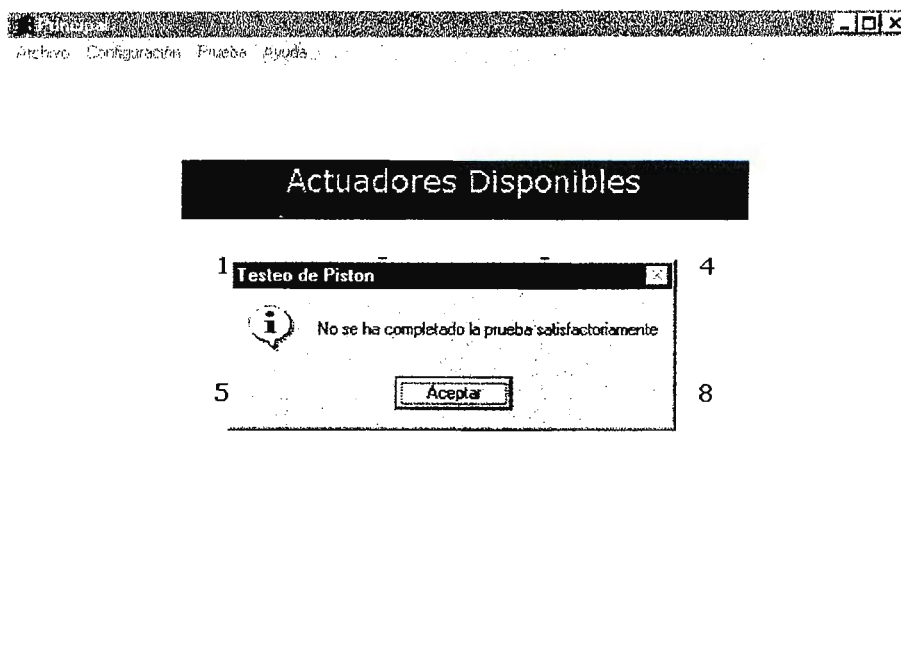 Archivo Configuración Prueba Ayuda
Actuadores Disponibles
1 4
Testeo de Piston
No se ha completado la prueba satisfactoriamente
Aceptar
5 8